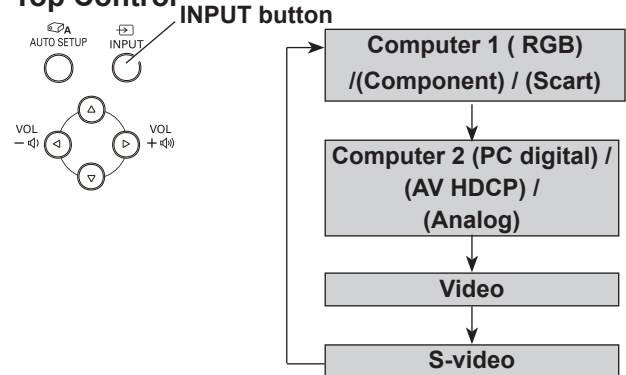 Top Control
INPUT button
A
AUTO SETUP
INPUT
VOL
−
VOL
+
Computer 1 ( RGB)
/(Component) / (Scart)
Computer 2 (PC digital) /
(AV HDCP) /
(Analog)
Video
S-video